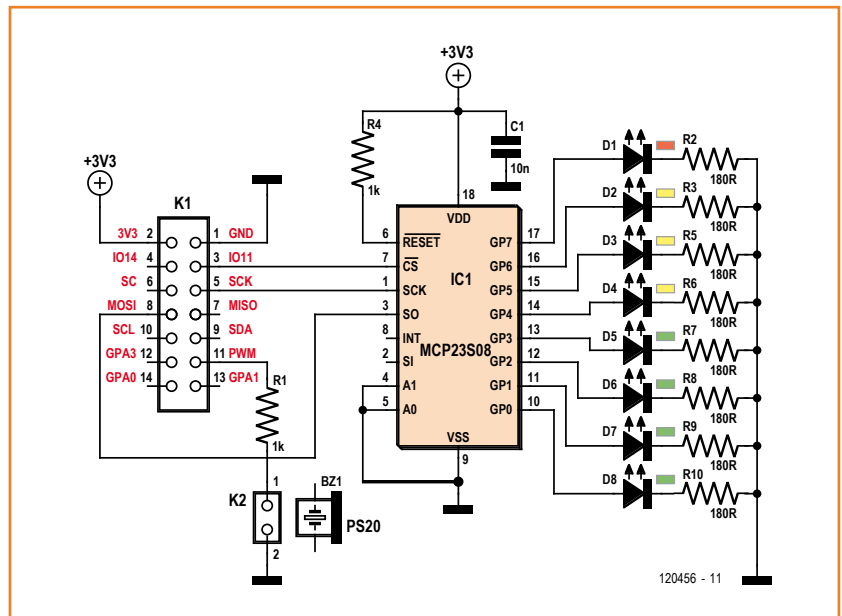 +3V3
+3V3
K1
3V3 2 1 GND
IO14 4 3 IO11
SC 6 5 SCK
MOSI 8 7 MISO
SCL 10 9 SDA
GPA3 12 11 PWM
GPA0 14 13 GPA1
R1
1k
K2
1
2
BZ1
PS20
R4
1k
C1
10n
18
VDD
6 RESET
7 CS
1 SCK
3 SO
8 INT
2 SI
4 A1
5 A0
IC1
MCP23S08
VSS
9
GP7 17
GP6 16
GP5 15
GP4 14
GP3 13
GP2 12
GP1 11
GP0 10
D1 R2
180R
D2 R3
180R
D3 R5
180R
D4 R6
180R
D5 R7
180R
D6 R8
180R
D7 R9
180R
D8 R10
180R
120456 - 11